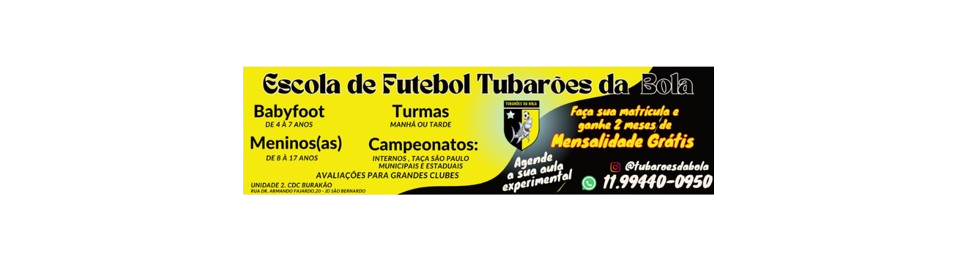 Escola de Futebol Tubarões da Bola
Babyfoot
DE 4 À 7 ANOS
Turmas
MANHÃ OU TARDE
Meninos(as)
DE 8 À 17 ANOS
Campeonatos:
INTERNOS , TAÇA SÃO PAULO
MUNICIPAIS E ESTADUAIS
AVALIAÇÕES PARA GRANDES CLUBES
UNIDADE 2. CDC BURAKÃO
RUA DR. ARMANDO FAJARDO,20 - JD SÃO BERNARDO
TUBARÕES DA BOLA
Agende
a sua aula
experimental
Faça sua matrícula e
ganhe 2 meses de
Mensalidade Grátis
@tubaroesdabola
11.99440-0950